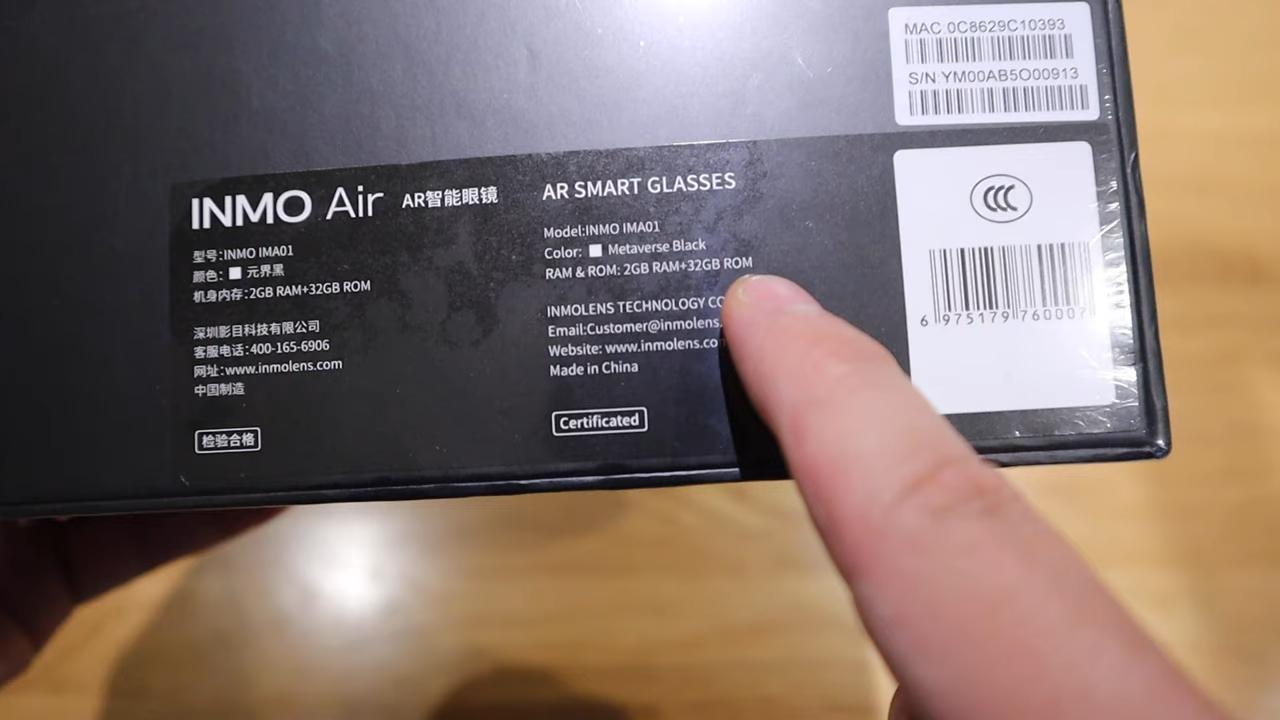 MAC:0C8629C10393
S/N:YM00AB5O00913
INMO Air AR智能眼镜
型号:INMO IMA01
颜色: 元界黑
机身内存:2GB RAM+32GB ROM
深圳影目科技有限公司
客服电话:400-165-6906
网址:www.inmolens.com
中国制造
检验合格
AR SMART GLASSES
Model:INMO IMA01
Color: Metaverse Black
RAM & ROM: 2GB RAM+32GB ROM
INMOLENS TECHNOLOGY CO
Email:Customer@inmolens.
Website: www.inmolens.co
Made in China
Certificated
CCC
6 975179 760007